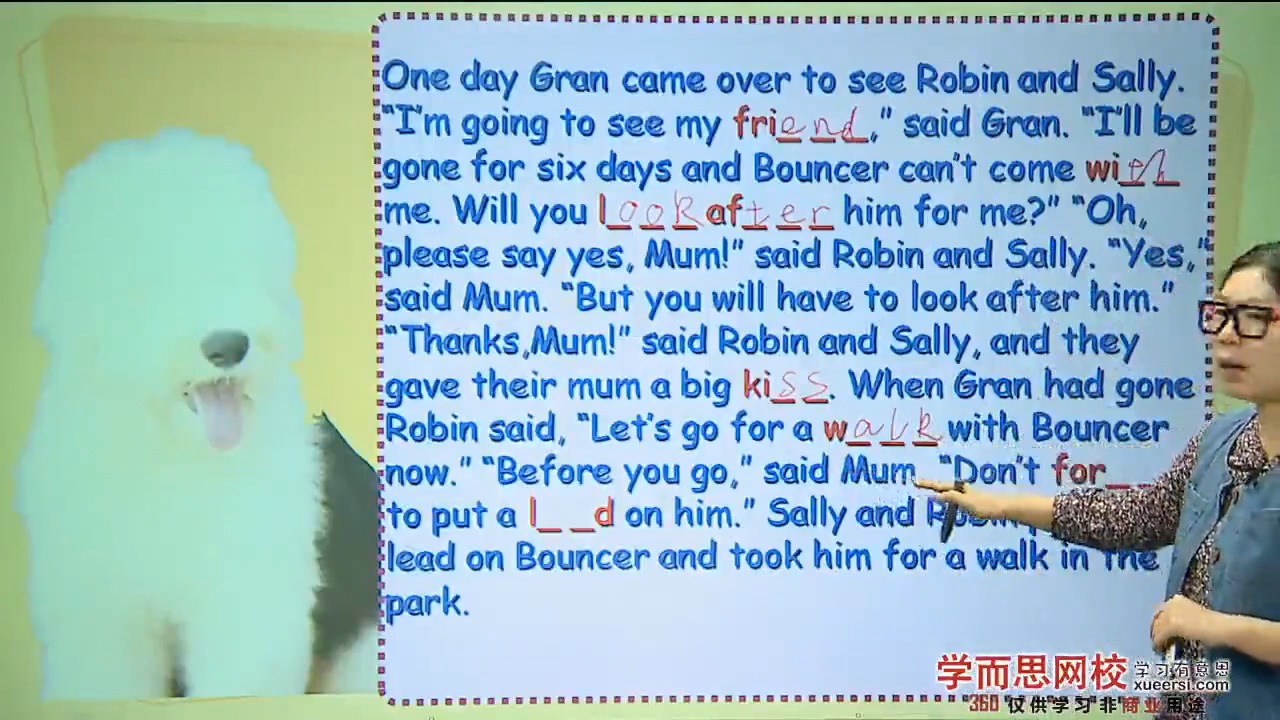 One day Gran came over to see Robin and Sally.
“I’m going to see my friend,” said Gran. “I’ll be
gone for six days and Bouncer can’t come with
me. Will you look after him for me?” “Oh,
please say yes, Mum!” said Robin and Sally. “Yes,”
said Mum. “But you will have to look after him.”
“Thanks,Mum!” said Robin and Sally, and they
gave their mum a big kiss. When Gran had gone
Robin said, “Let’s go for a walk with Bouncer
now.” “Before you go,” said Mum. “Don’t for_ _
to put a l_ _d on him.” Sally and
lead on Bouncer and took him for a walk in the
park.
学而思网校 学习有意思
xueersi.com
"360"仅供学习"非商业用途